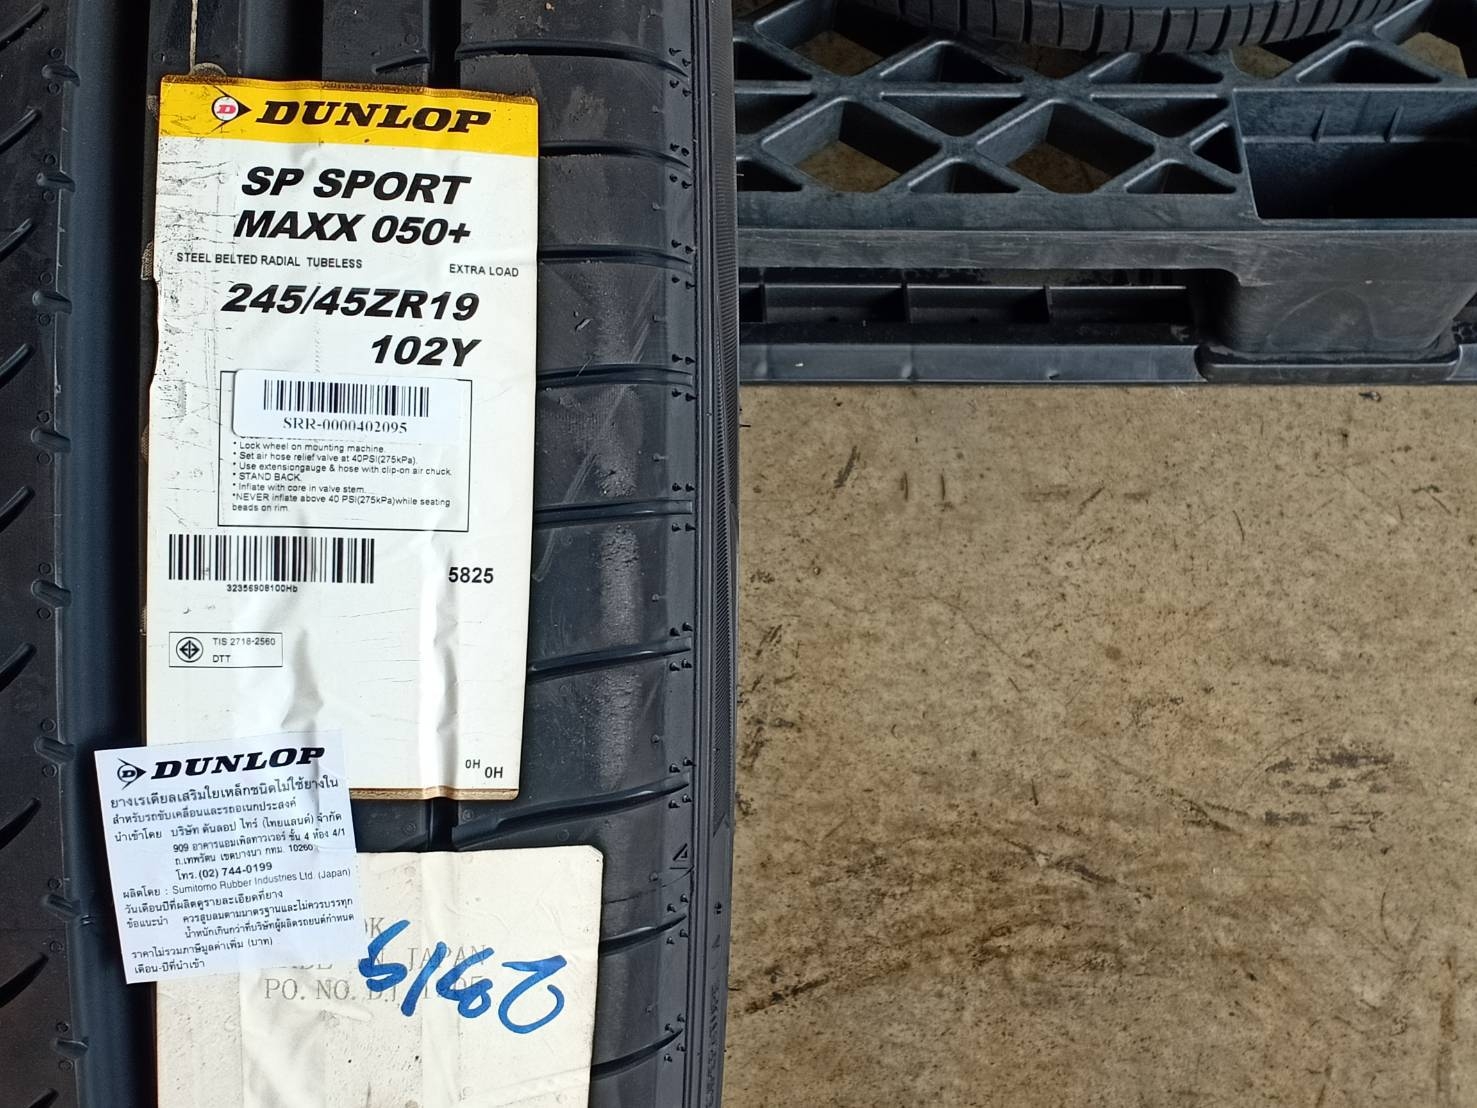 DUNLOP
SP SPORT
MAXX 050+
STEEL BELTED RADIAL TUBELESS
EXTRA LOAD
245/45ZR19
102Y
SRR-0000402095
* Lock wheel on mounting machine.
* Set air hose relief valve at 40PSI(275kPa).
* Use extensiongauge & hose with clip-on air chuck.
* STAND BACK.
* Inflate with core in valve stem.
*NEVER inflate above 40 PSI(275kPa)while seating
beads on rim.
32356908100Hb
5825
TIS 2718-2560
DTT
0H
0H
DUNLOP
ยางเรเดียลเสริมใยเหล็กชนิดไม่ใช้ยางใน
สำหรับรถขับเคลื่อนและรถอเนกประสงค์
นำเข้าโดย บริษัท ดันลอป ไทร์ (ไทยแลนด์) จำกัด
909 อาคารแอมเพิลทาวเวอร์ ชั้น 4 ห้อง 4/1
ถ.เทพรัตน เขตบางนา กทม. 10260
โทร. (02) 744-0199
ผลิตโดย : Sumitomo Rubber Industries Ltd. (Japan)
วันเดือนปีที่ผลิตดูรายละเอียดที่ยาง
ข้อแนะนำ ควรสูบลมตามมาตรฐานและไม่ควรบรรทุก
น้ำหนักเกินกว่าที่บริษัทผู้ผลิตรถยนต์กำหนด
ราคาไม่รวมภาษีมูลค่าเพิ่ม (บาท)
เดือน-ปีที่นำเข้า
JAPAN
PO. NO.